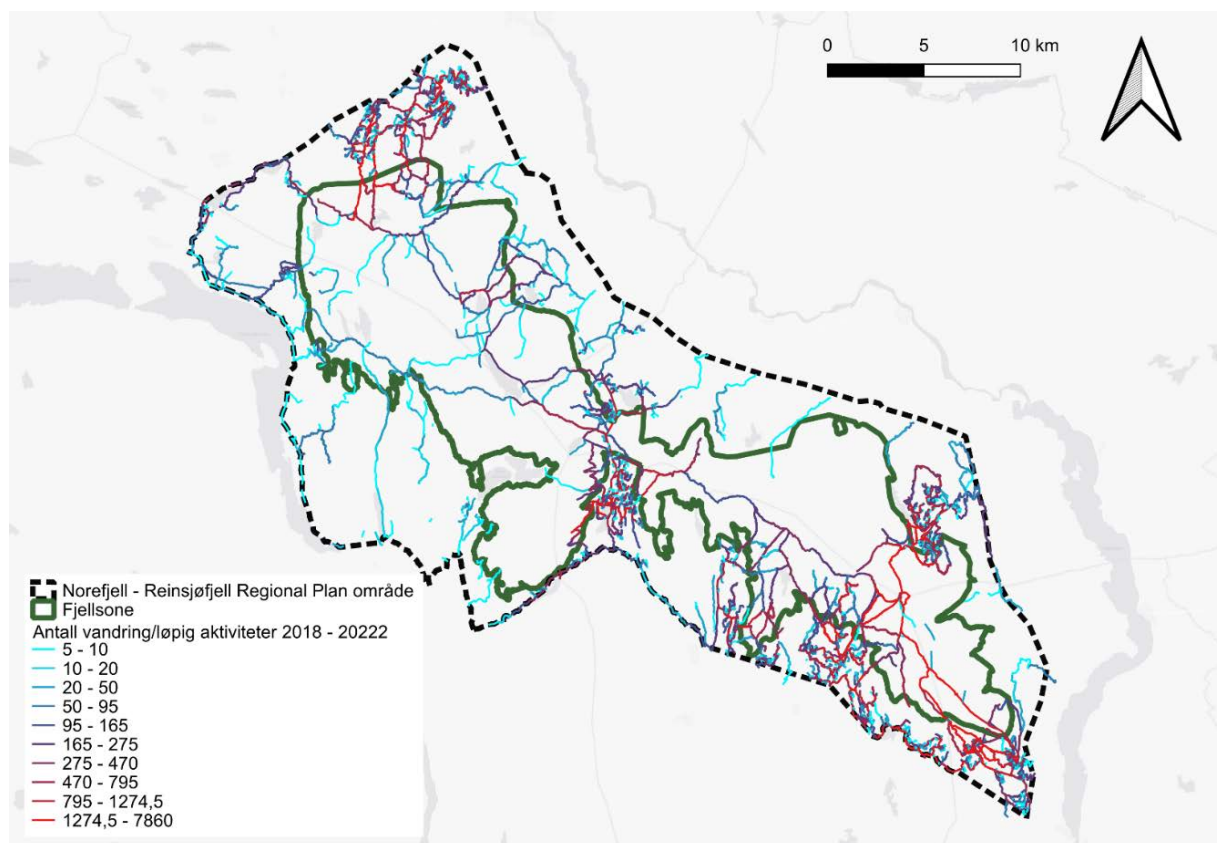 0 5 10 km
Norefjell - Reinsjøfjell Regional Plan område
Fjellsone
Antall vandring/løpig aktiviteter 2018 - 20222
5 - 10
10 - 20
20 - 50
50 - 95
95 - 165
165 - 275
275 - 470
470 - 795
795 - 1274,5
1274,5 - 7860